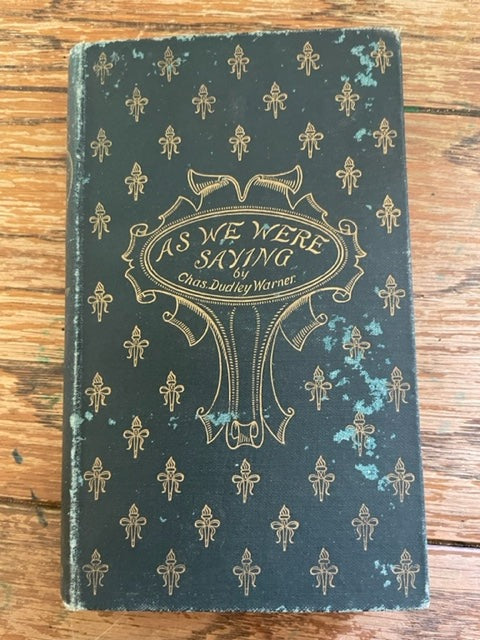 AS WE WERE
SAYING
by
Chas. Dudley Warner